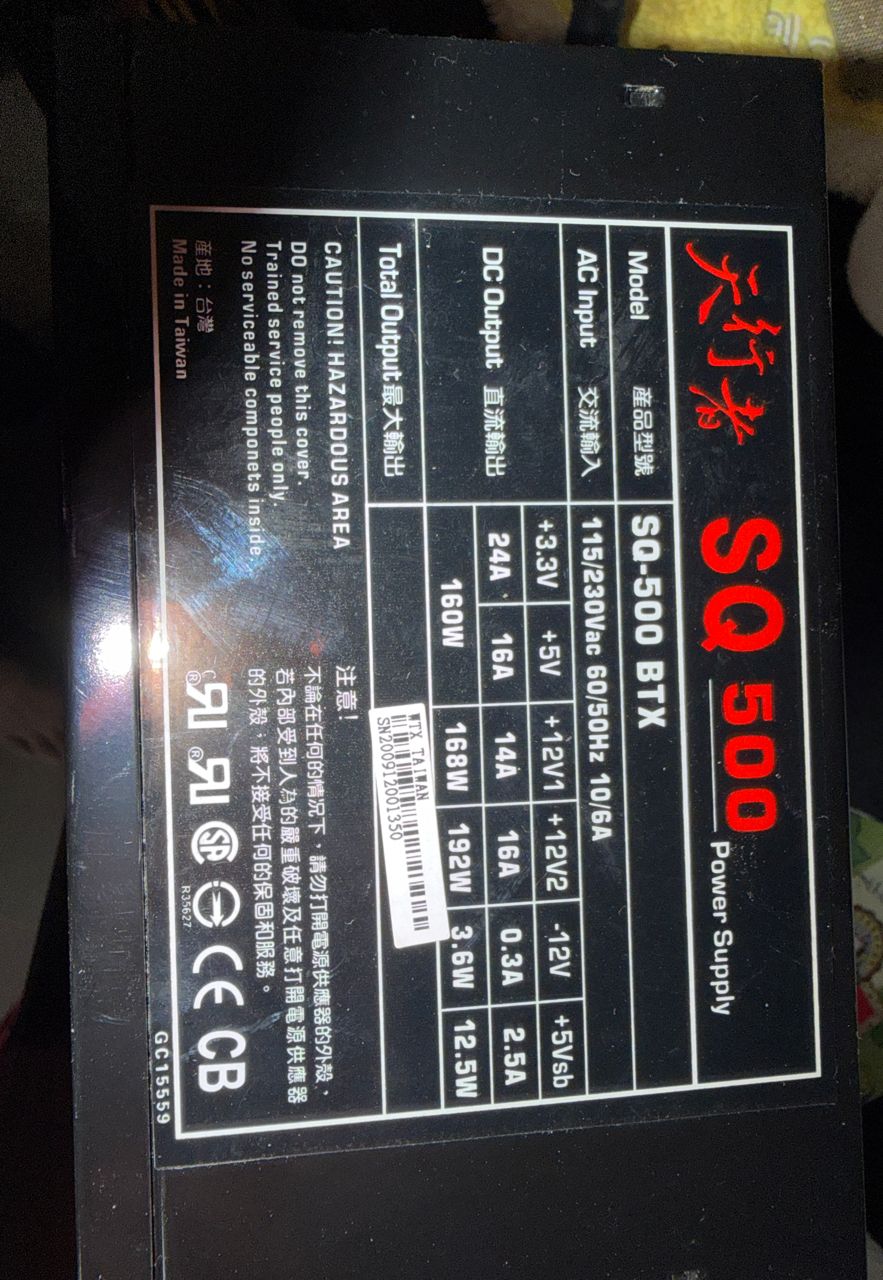 天行者 SQ 500 Power Supply
Model 產品型號 SQ-500 BTX
AC Input 交流輸入 115/230Vac 60/50Hz 10/6A
DC Output 直流輸出
+3.3V +5V +12V1 +12V2 -12V +5Vsb
24A 16A 14A 16A 0.3A 2.5A
160W 168W 192W 3.6W 12.5W
Total Output 最大輸出
WTX TAIWAN
SN200912001350
CAUTION! HAZARDOUS AREA
DO not remove this cover.
Trained service people only.
No serviceable componets inside
產地：台灣
Made in Taiwan
注意！
不論在任何的情況下，請勿打開電源供應器的外殼，
若內部受到人為的嚴重破壞及任意打開電源供應器
的外殼，將不接受任何的保固和服務。
R35627
CE CB
GC15559